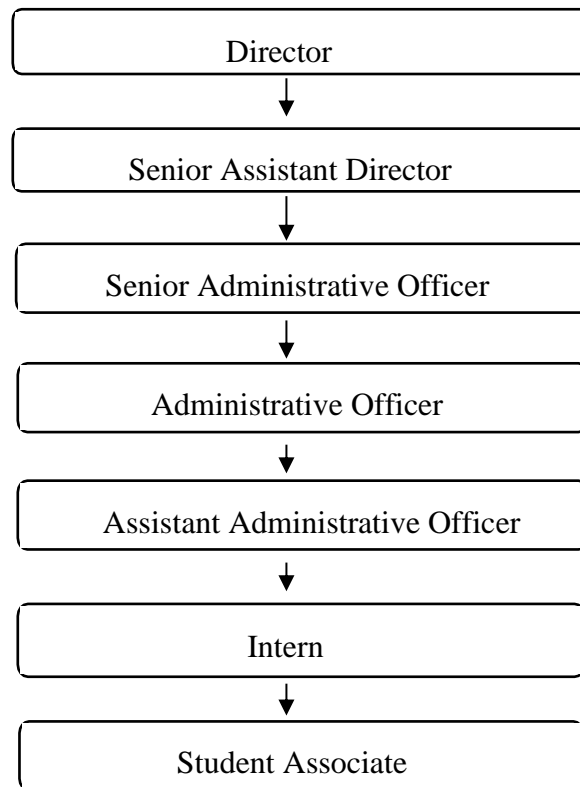 Director
Senior Assistant Director
Senior Administrative Officer
Administrative Officer
Assistant Administrative Officer
Intern
Student Associate